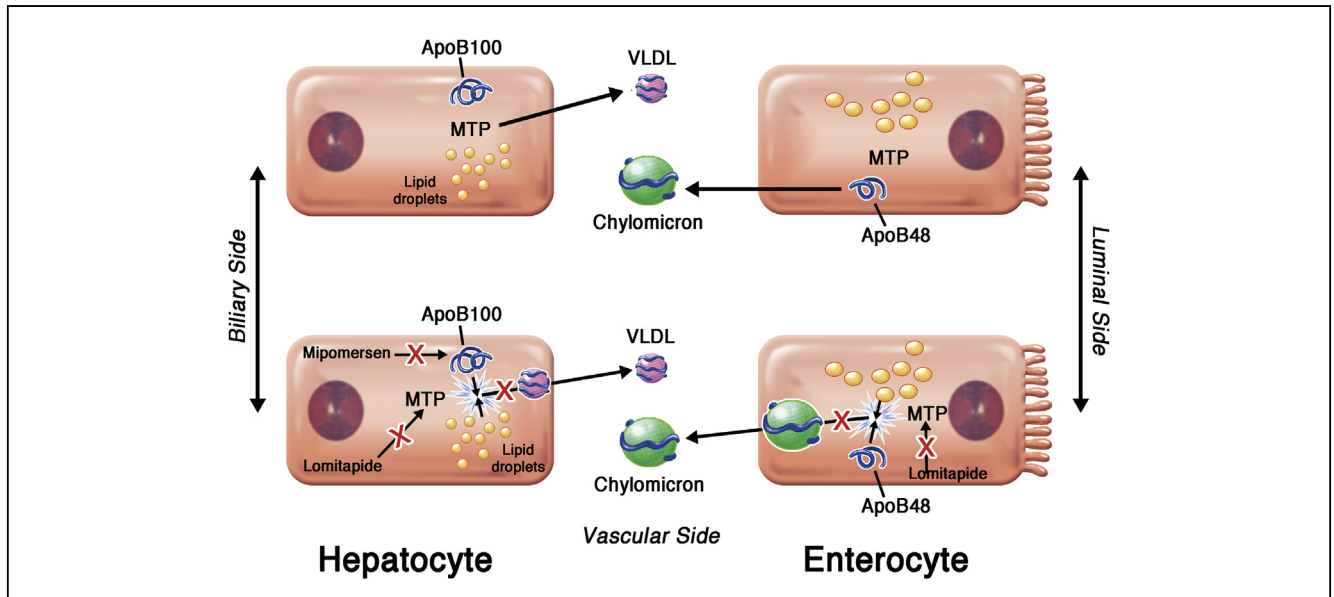 ApoB100
VLDL
MTP
MTP
Lipid
droplets
Chylomicron
ApoB48
Biliary Side
Luminal Side
ApoB100
Mipomersen
VLDL
MTP
MTP
Lomitapide
Lipid
droplets
Lomitapide
Chylomicron
ApoB48
Vascular Side
Hepatocyte
Enterocyte